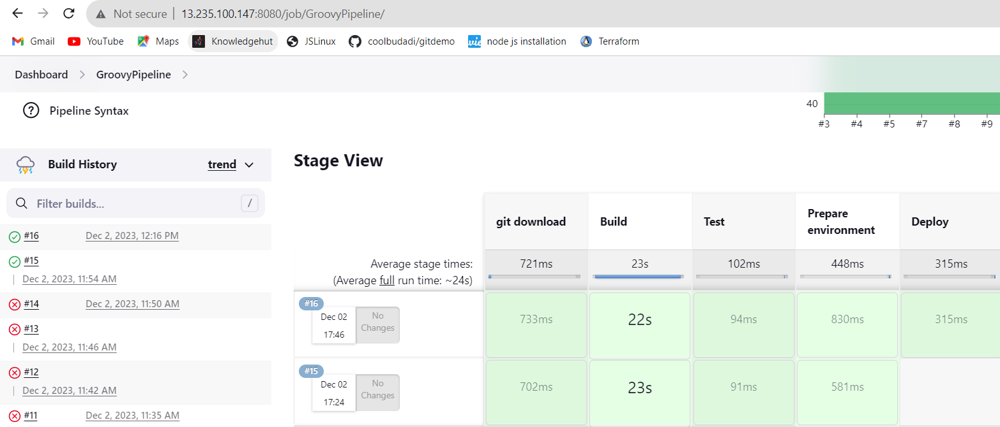 Not secure | 13.235.100.147:8080/job/GroovyPipeline/
Gmail YouTube Maps Knowledgehut JSLinux coolbudadi/gitdemo node js installation Terraform
Dashboard GroovyPipeline
Pipeline Syntax
40
#3 #4 #5 #7 #8 #9
Build History trend
Filter builds... /
#16 Dec 2, 2023, 12:16 PM
#15
Dec 2, 2023, 11:54 AM
#14 Dec 2, 2023, 11:50 AM
#13
Dec 2, 2023, 11:46 AM
#12
Dec 2, 2023, 11:42 AM
#11 Dec 2, 2023, 11:35 AM
Stage View
git download Build Test Prepare environment Deploy
Average stage times: 721ms 23s 102ms 448ms 315ms
(Average full run time: ~24s)
#16
Dec 02 No
17:46 Changes
733ms 22s 94ms 830ms 315ms
#15
Dec 02 No
17:24 Changes
702ms 23s 91ms 581ms